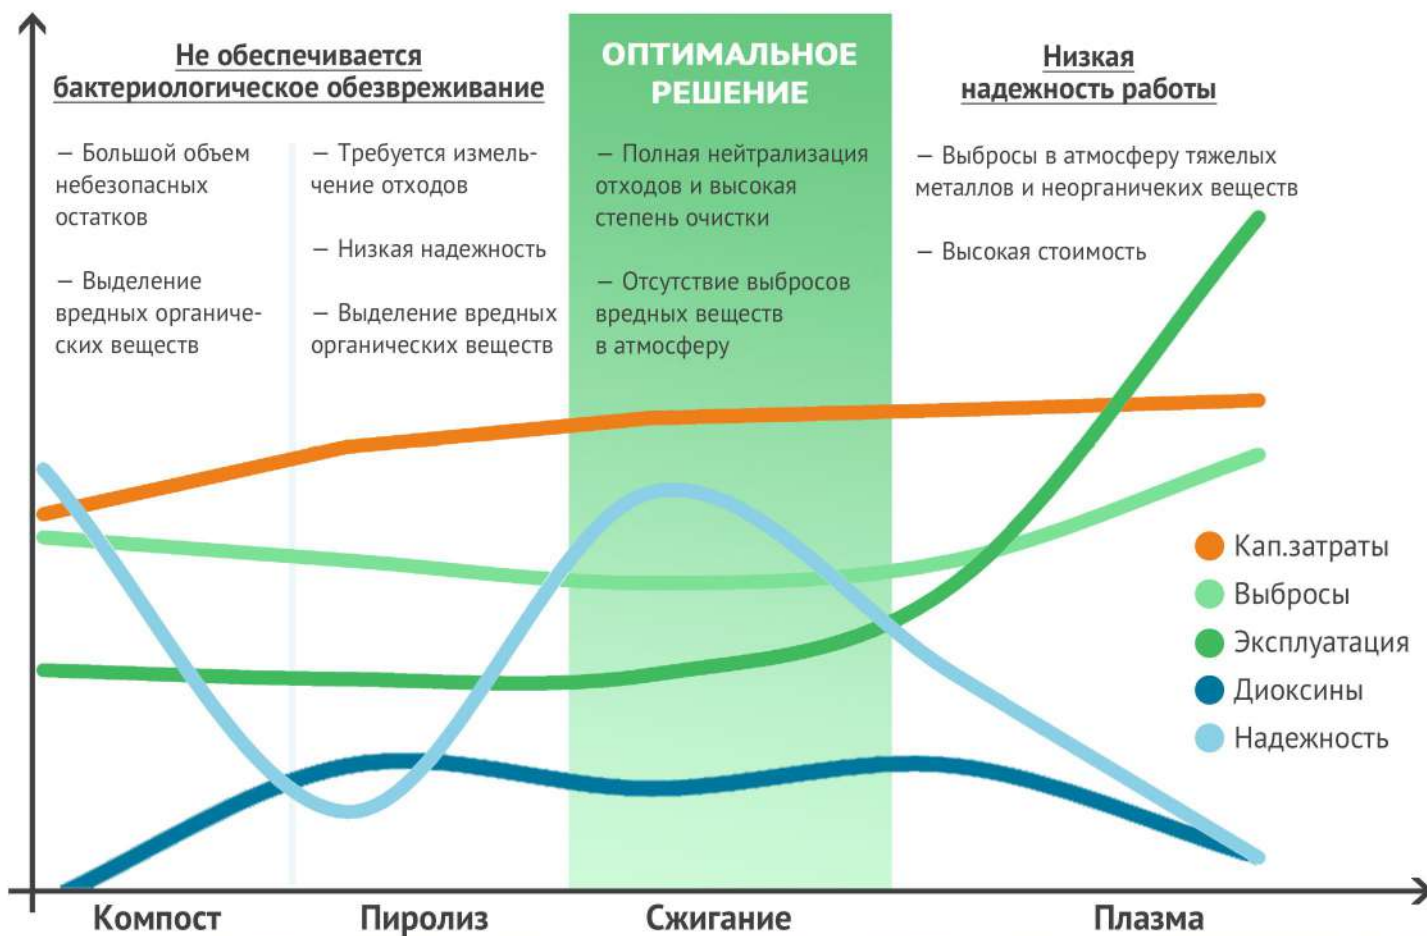 Не обеспечивается
бактериологическое обезвреживание
— Большой объем
небезопасных
остатков
— Выделение
вредных органиче-
ских веществ
— Требуется измель-
чение отходов
— Низкая надежность
— Выделение вредных
органических веществ
ОПТИМАЛЬНОЕ
РЕШЕНИЕ
— Полная нейтрализация
отходов и высокая
степень очистки
— Отсутствие выбросов
вредных веществ
в атмосферу
Низкая
надежность работы
— Выбросы в атмосферу тяжелых
металлов и неорганичеких веществ
— Высокая стоимость
Кап.затраты
Выбросы
Эксплуатация
Диоксины
Надежность
Компост
Пиролиз
Сжигание
Плазма